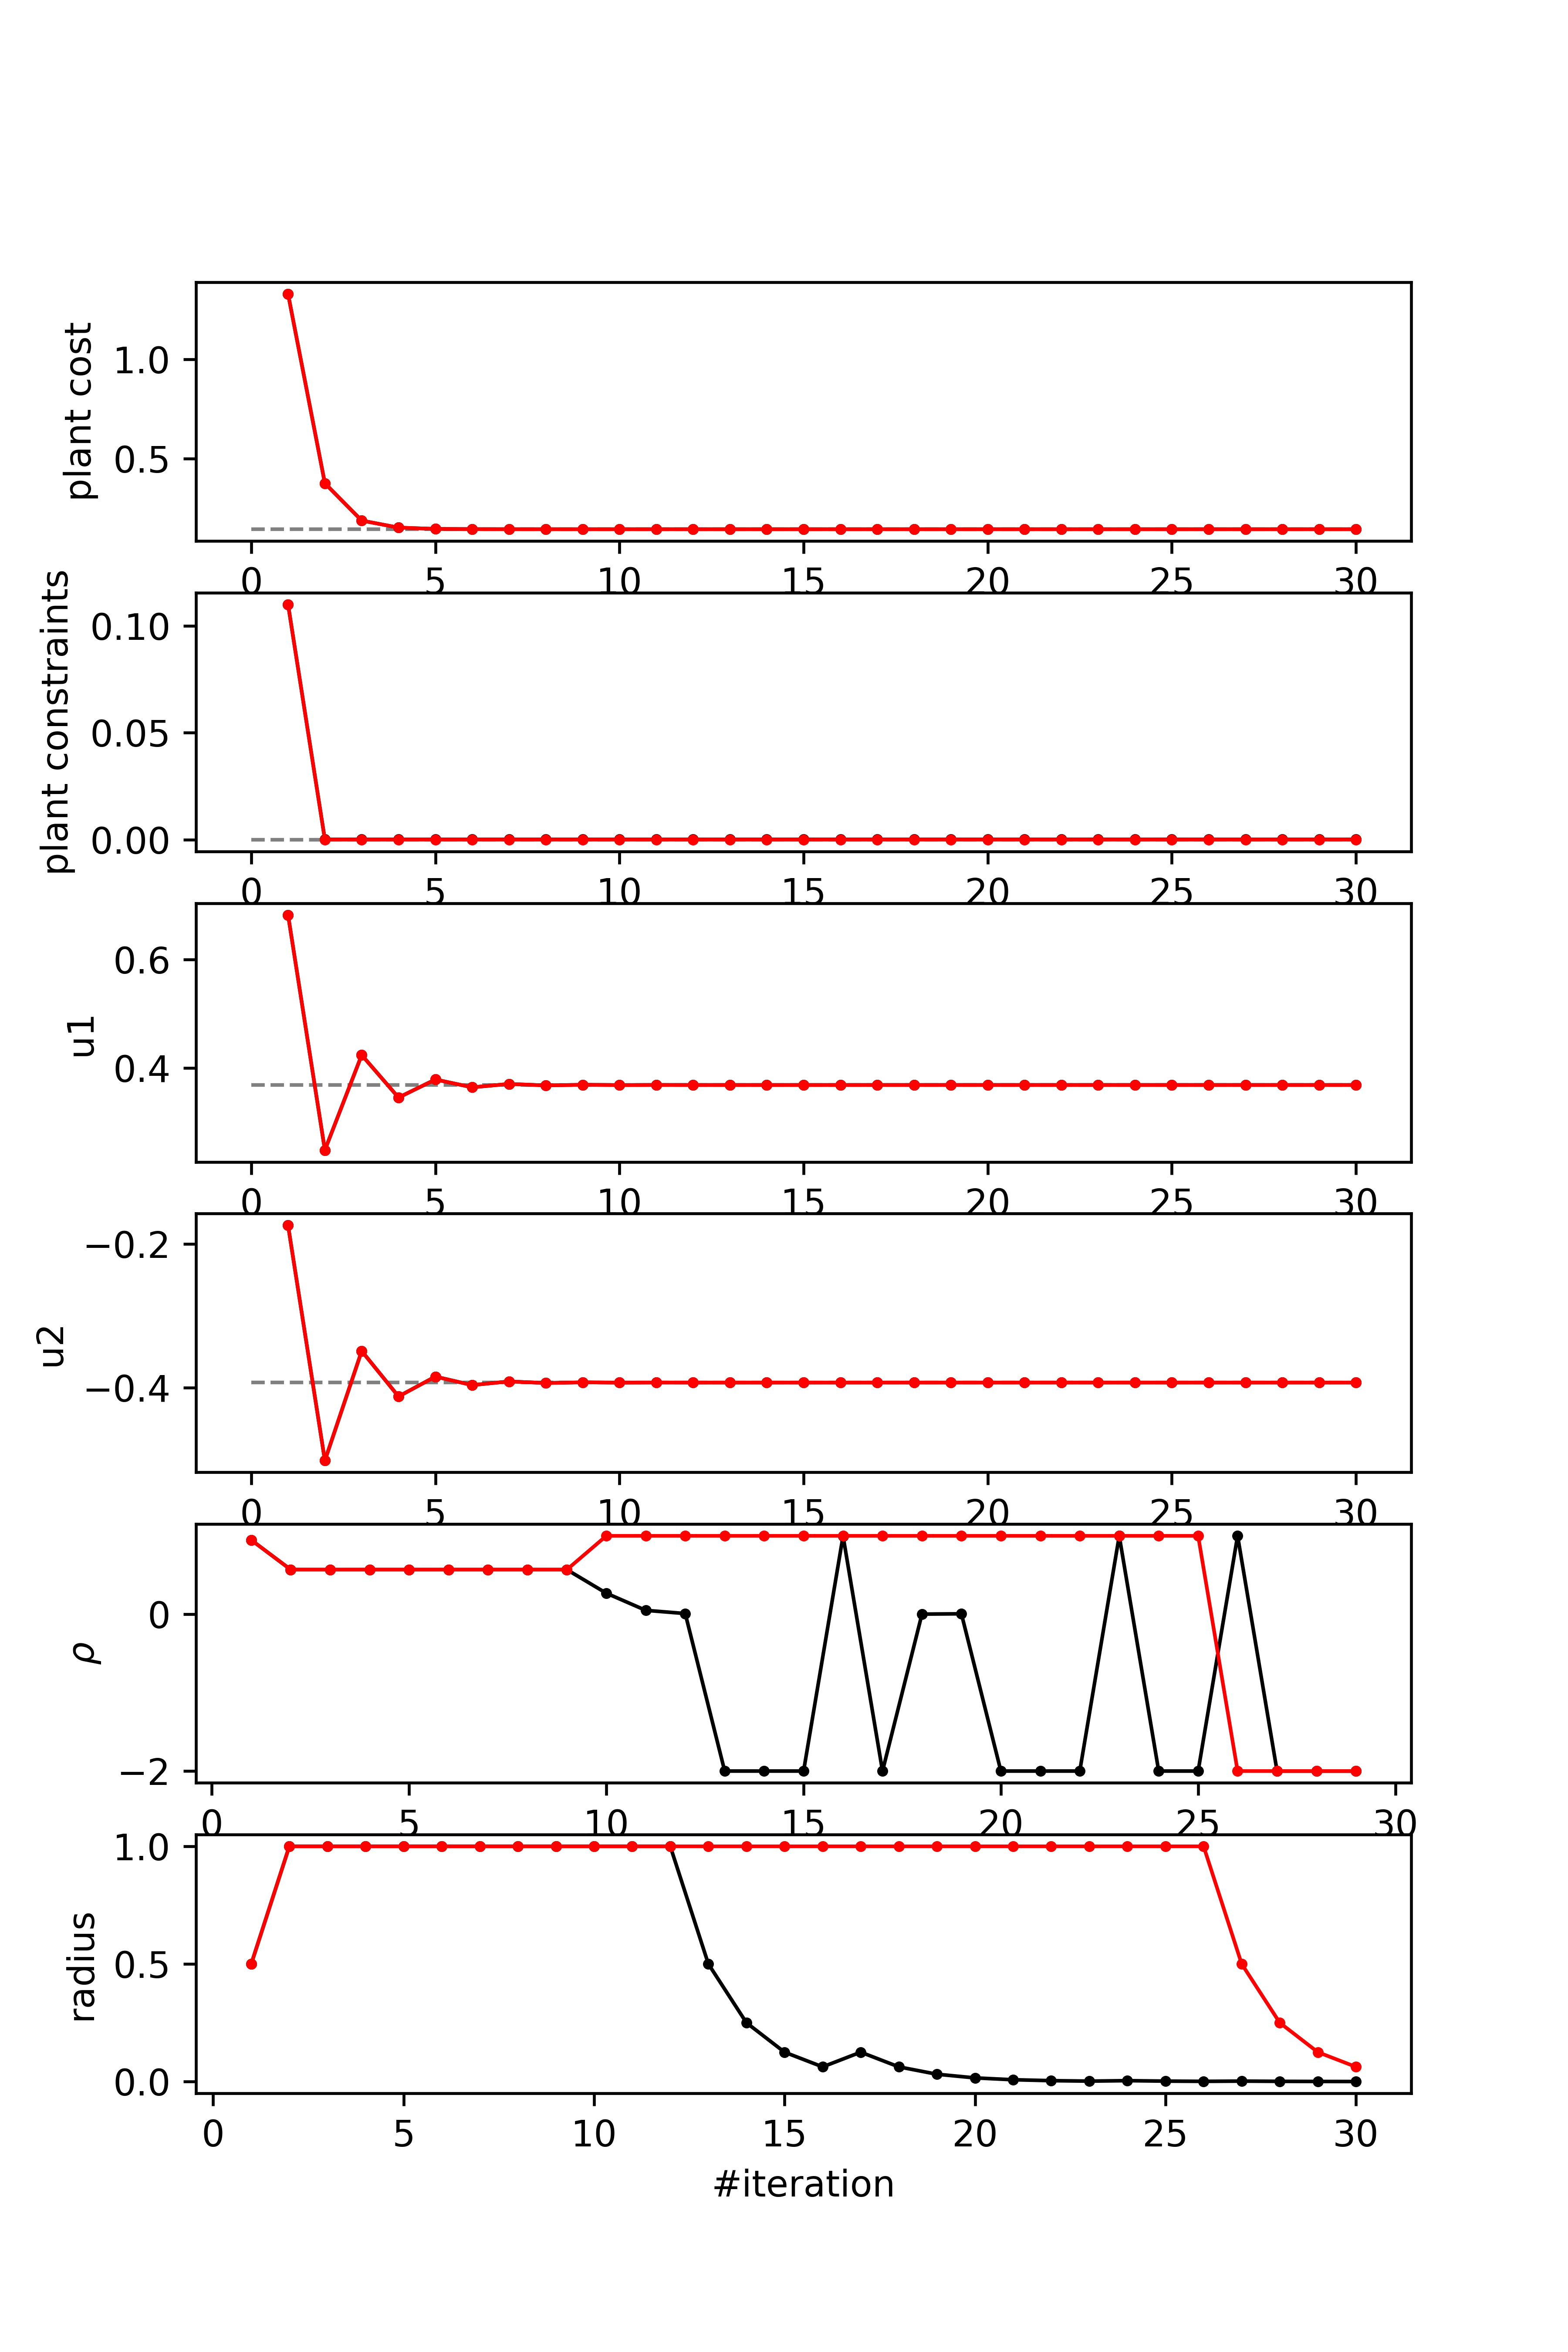 plant cost
1.0
0.5
0 5 10 15 20 25 30
plant constraints
0.10
0.05
0.00
0 5 10 15 20 25 30
u1
0.6
0.4
0 5 10 15 20 25 30
u2
−0.2
−0.4
0 5 10 15 20 25 30
ρ
0
−2
0 5 10 15 20 25 30
radius
1.0
0.5
0.0
0 5 10 15 20 25 30
#iteration